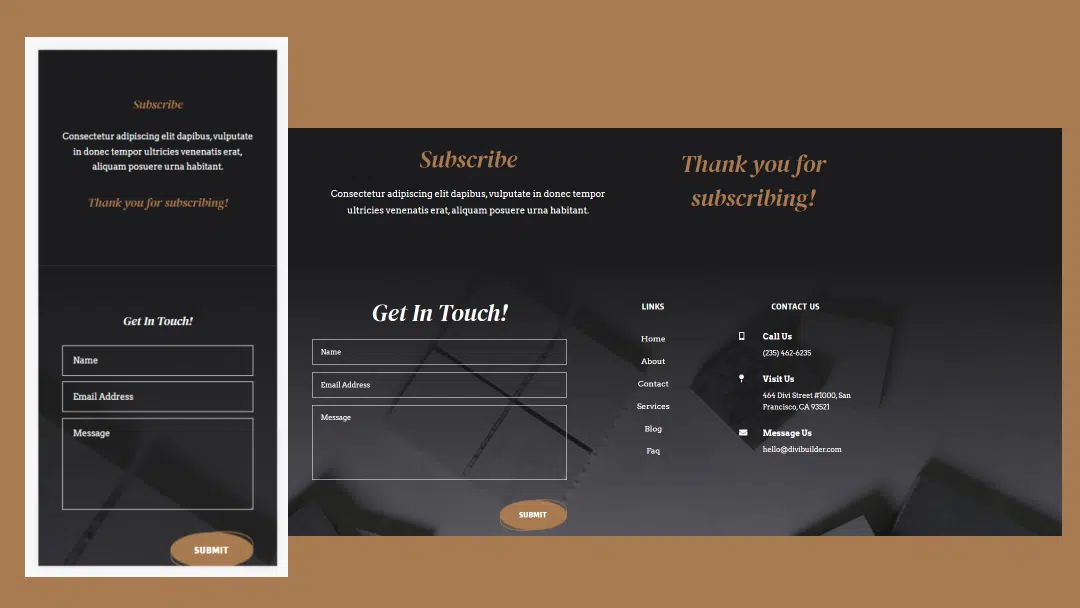 Subscribe
Consectetur adipiscing elit dapibus, vulputate
in donec tempor ultricies venenatis erat,
aliquam posuere urna habitant.
Thank you for subscribing!
Get In Touch!
Name
Email Address
Message
SUBMIT
Subscribe
Consectetur adipiscing elit dapibus, vulputate in donec tempor
ultricies venenatis erat, aliquam posuere urna habitant.
Thank you for
subscribing!
Get In Touch!
Name
Email Address
Message
SUBMIT
LINKS
Home
About
Contact
Services
Blog
Faq
CONTACT US
Call Us
(235) 462-6235
Visit Us
464 Divi Street #1000, San
Francisco, CA 93521
Message Us
hello@divibuilder.com